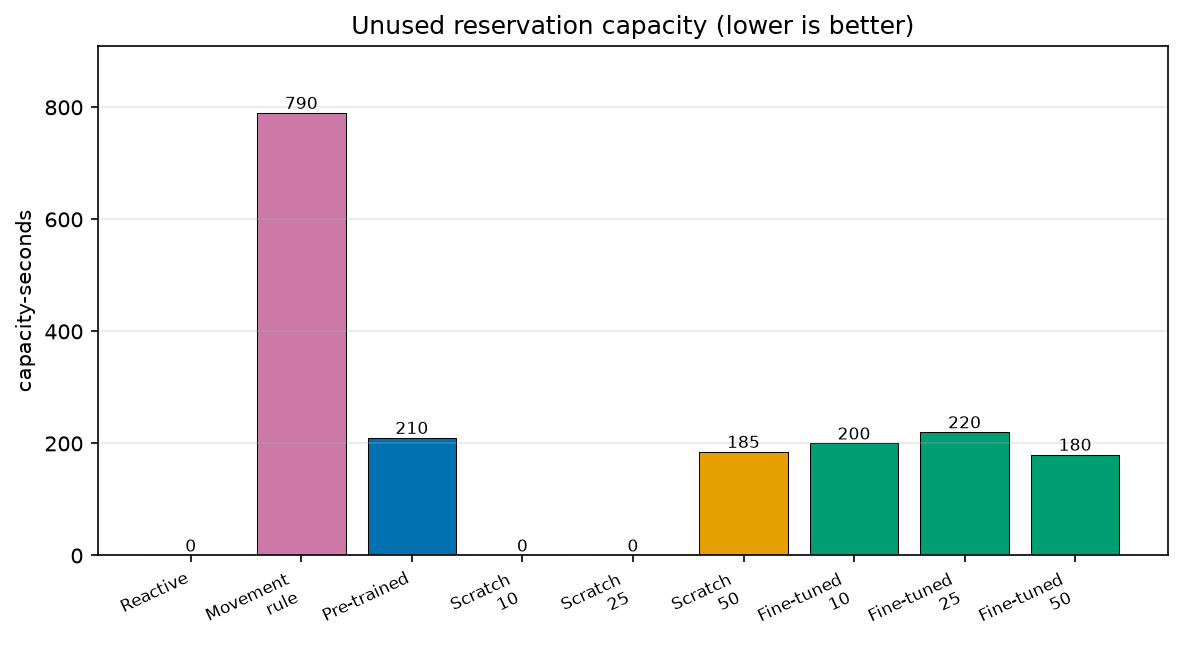 Unused reservation capacity (lower is better)
capacity-seconds
800
600
400
200
0
0
790
210
0
0
185
200
220
180
Reactive
Movement
rule
Pre-trained
Scratch
10
Scratch
25
Scratch
50
Fine-tuned
10
Fine-tuned
25
Fine-tuned
50